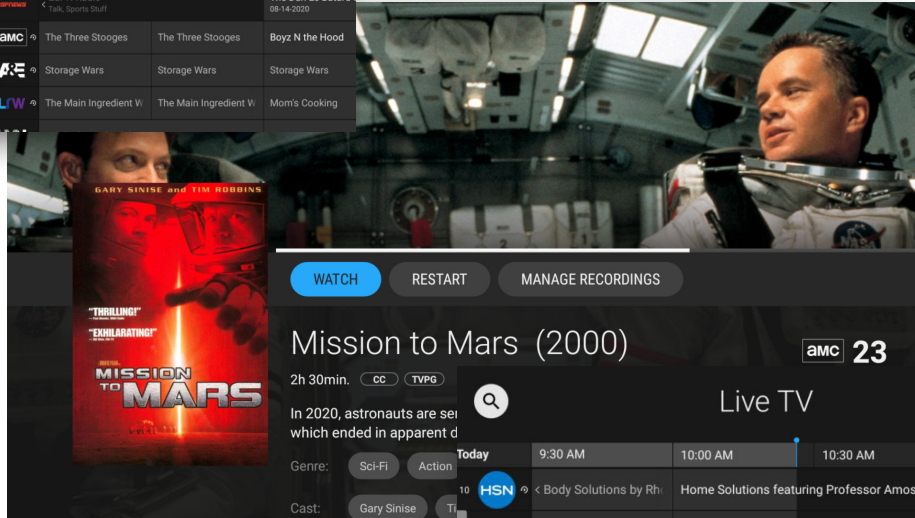 Talk, Sports Stuff
08-14-2020
aMC The Three Stooges The Three Stooges Boyz N the Hood
A&E Storage Wars Storage Wars Storage Wars
LRW The Main Ingredient W The Main Ingredient W Mom's Cooking
GARY SINISE and TIM ROBBINS
"THRILLING!"
"EXHILARATING!"
MISSION
TO
MARS
NASA
WATCH RESTART MANAGE RECORDINGS
Mission to Mars (2000)
aMC 23
2h 30min. CC TVPG
In 2020, astronauts are
which ended in apparent
Genre: Sci-Fi Action
Cast: Gary Sinise
Live TV
Today 9:30 AM 10:00 AM 10:30 AM
10 HSN < Body Solutions by Home Solutions featuring Professor Amos